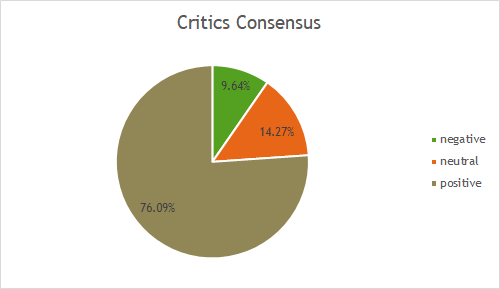 Critics Consensus
9.64%
14.27%
76.09%
negative
neutral
positive